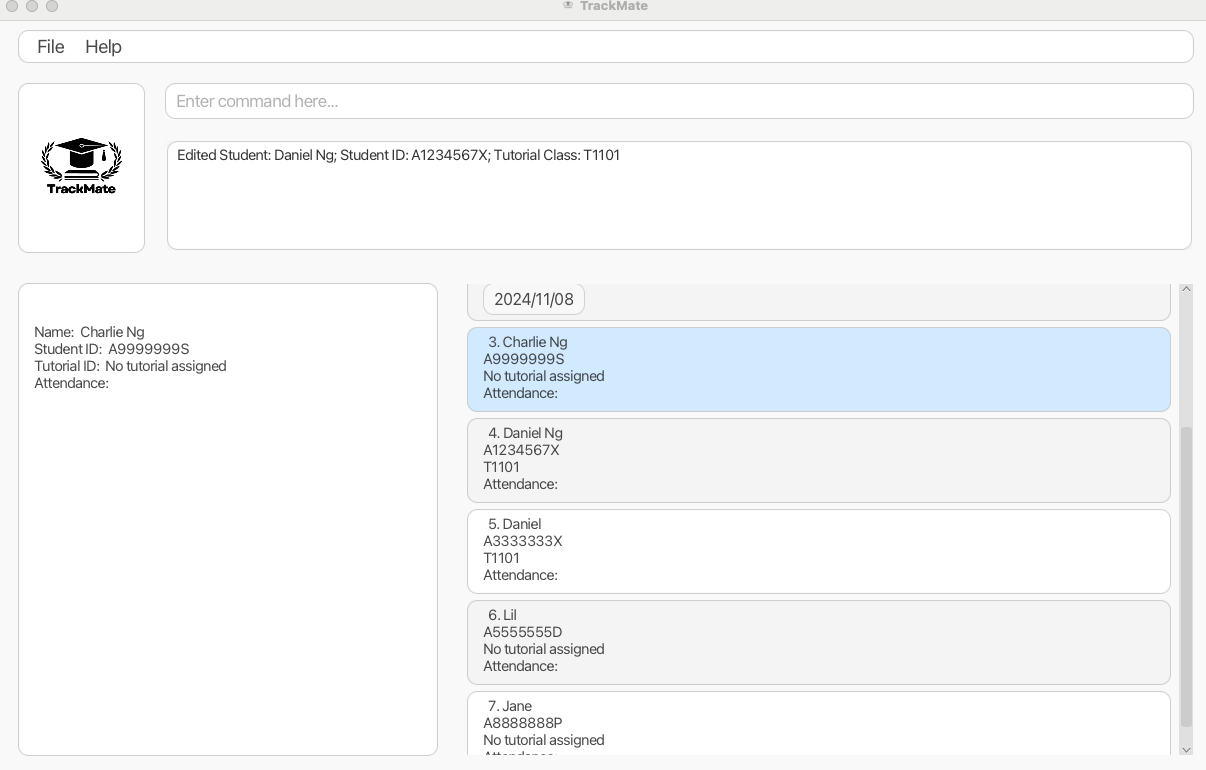 TrackMate
File Help
Enter command here...
TrackMate
Edited Student: Daniel Ng; Student ID: A1234567X; Tutorial Class: T1101
Name: Charlie Ng
Student ID: A9999999S
Tutorial ID: No tutorial assigned
Attendance:
2024/11/08
3. Charlie Ng
A9999999S
No tutorial assigned
Attendance:
4. Daniel Ng
A1234567X
T1101
Attendance:
5. Daniel
A3333333X
T1101
Attendance:
6. Lil
A5555555D
No tutorial assigned
Attendance:
7. Jane
A8888888P
No tutorial assigned